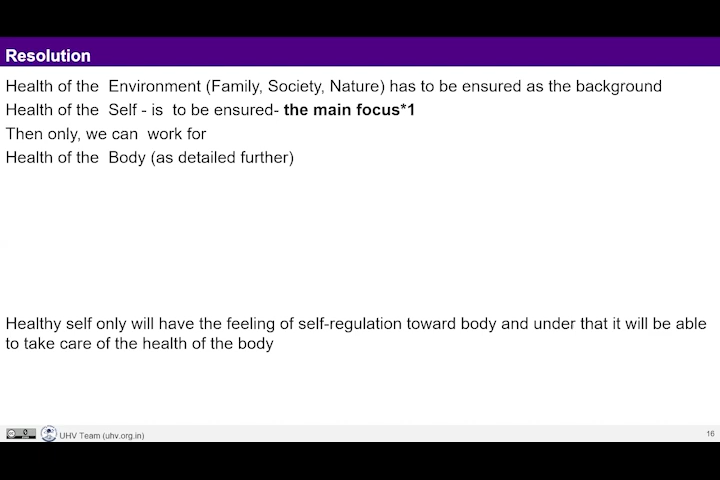 Resolution
Health of the Environment (Family, Society, Nature) has to be ensured as the background
Health of the Self - is to be ensured- the main focus*1
Then only, we can work for
Health of the Body (as detailed further)
Healthy self only will have the feeling of self-regulation toward body and under that it will be able
to take care of the health of the body
UHV Team (uhv.org.in)
16